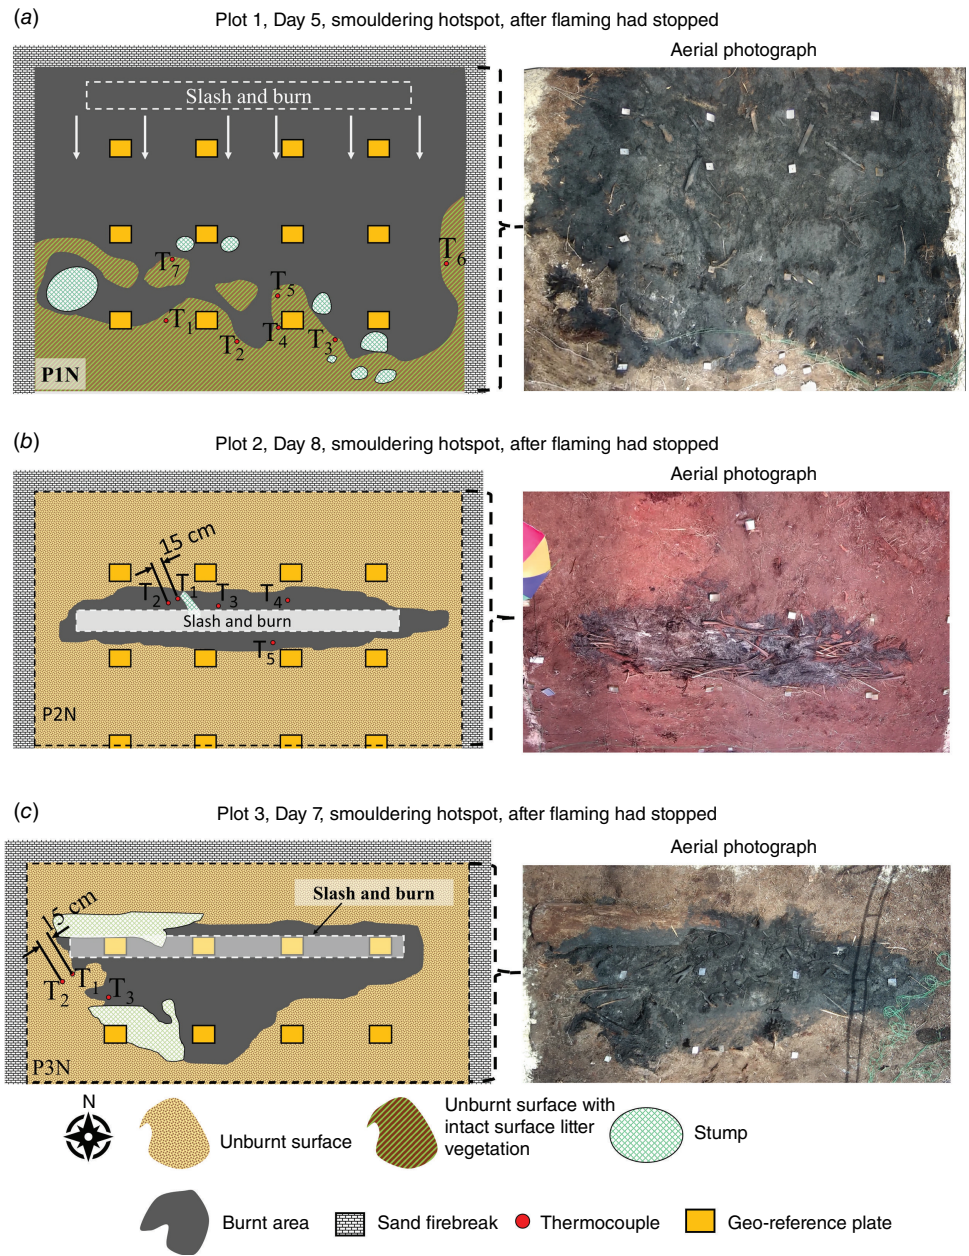 (a)
Plot 1, Day 5, smouldering hotspot, after flaming had stopped
Aerial photograph
Slash and burn
T7
T6
T5
T1
T4
T2
T3
P1N
(b)
Plot 2, Day 8, smouldering hotspot, after flaming had stopped
Aerial photograph
15 cm
T2
T1
T3
T4
Slash and burn
T5
P2N
(c)
Plot 3, Day 7, smouldering hotspot, after flaming had stopped
Aerial photograph
Slash and burn
15 cm
T1
T2
T3
P3N
N
Unburnt surface
Unburnt surface with
intact surface litter
vegetation
Stump
Burnt area
Sand firebreak
Thermocouple
Geo-reference plate